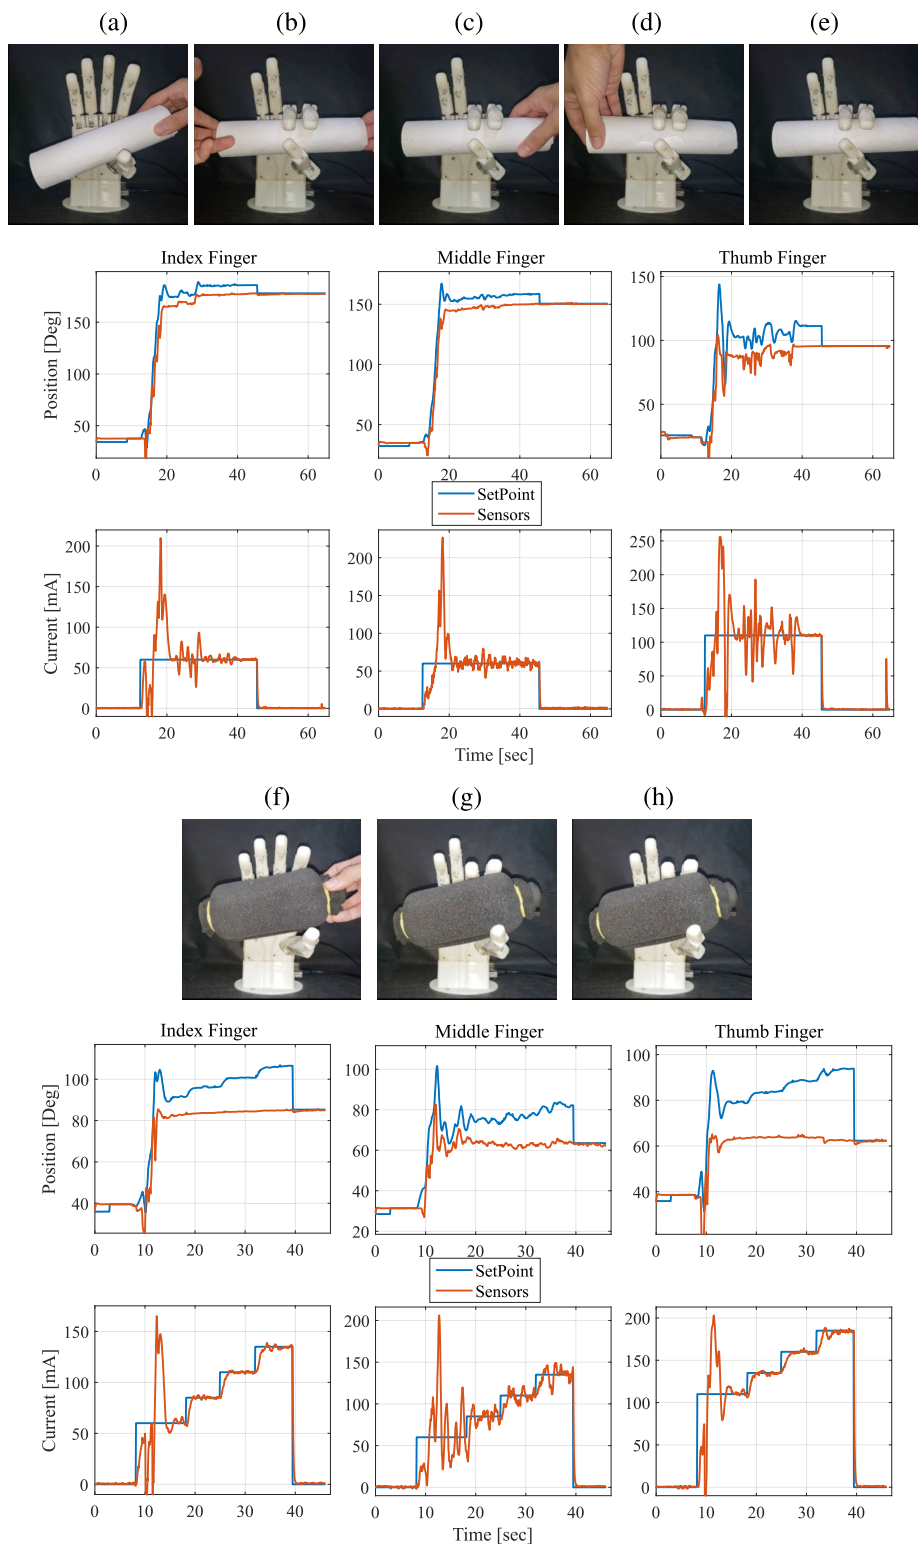 (a) (b) (c) (d) (e)
Index Finger Middle Finger Thumb Finger
Position [Deg]
150
100
50
0 20 40 60
150
100
50
0 20 40 60
150
100
50
0 20 40 60
SetPoint
Sensors
Current [mA]
200
150
100
50
0
0 20 40 60
200
150
100
50
0
0 20 40 60
250
200
150
100
50
0
0 20 40 60
Time [sec]
(f) (g) (h)
Index Finger Middle Finger Thumb Finger
Position [Deg]
100
80
60
40
0 10 20 30 40
100
80
60
40
20
0 10 20 30 40
100
80
60
40
0 10 20 30 40
SetPoint
Sensors
Current [mA]
150
100
50
0
0 10 20 30 40
200
150
100
50
0
0 10 20 30 40
200
150
100
50
0
0 10 20 30 40
Time [sec]